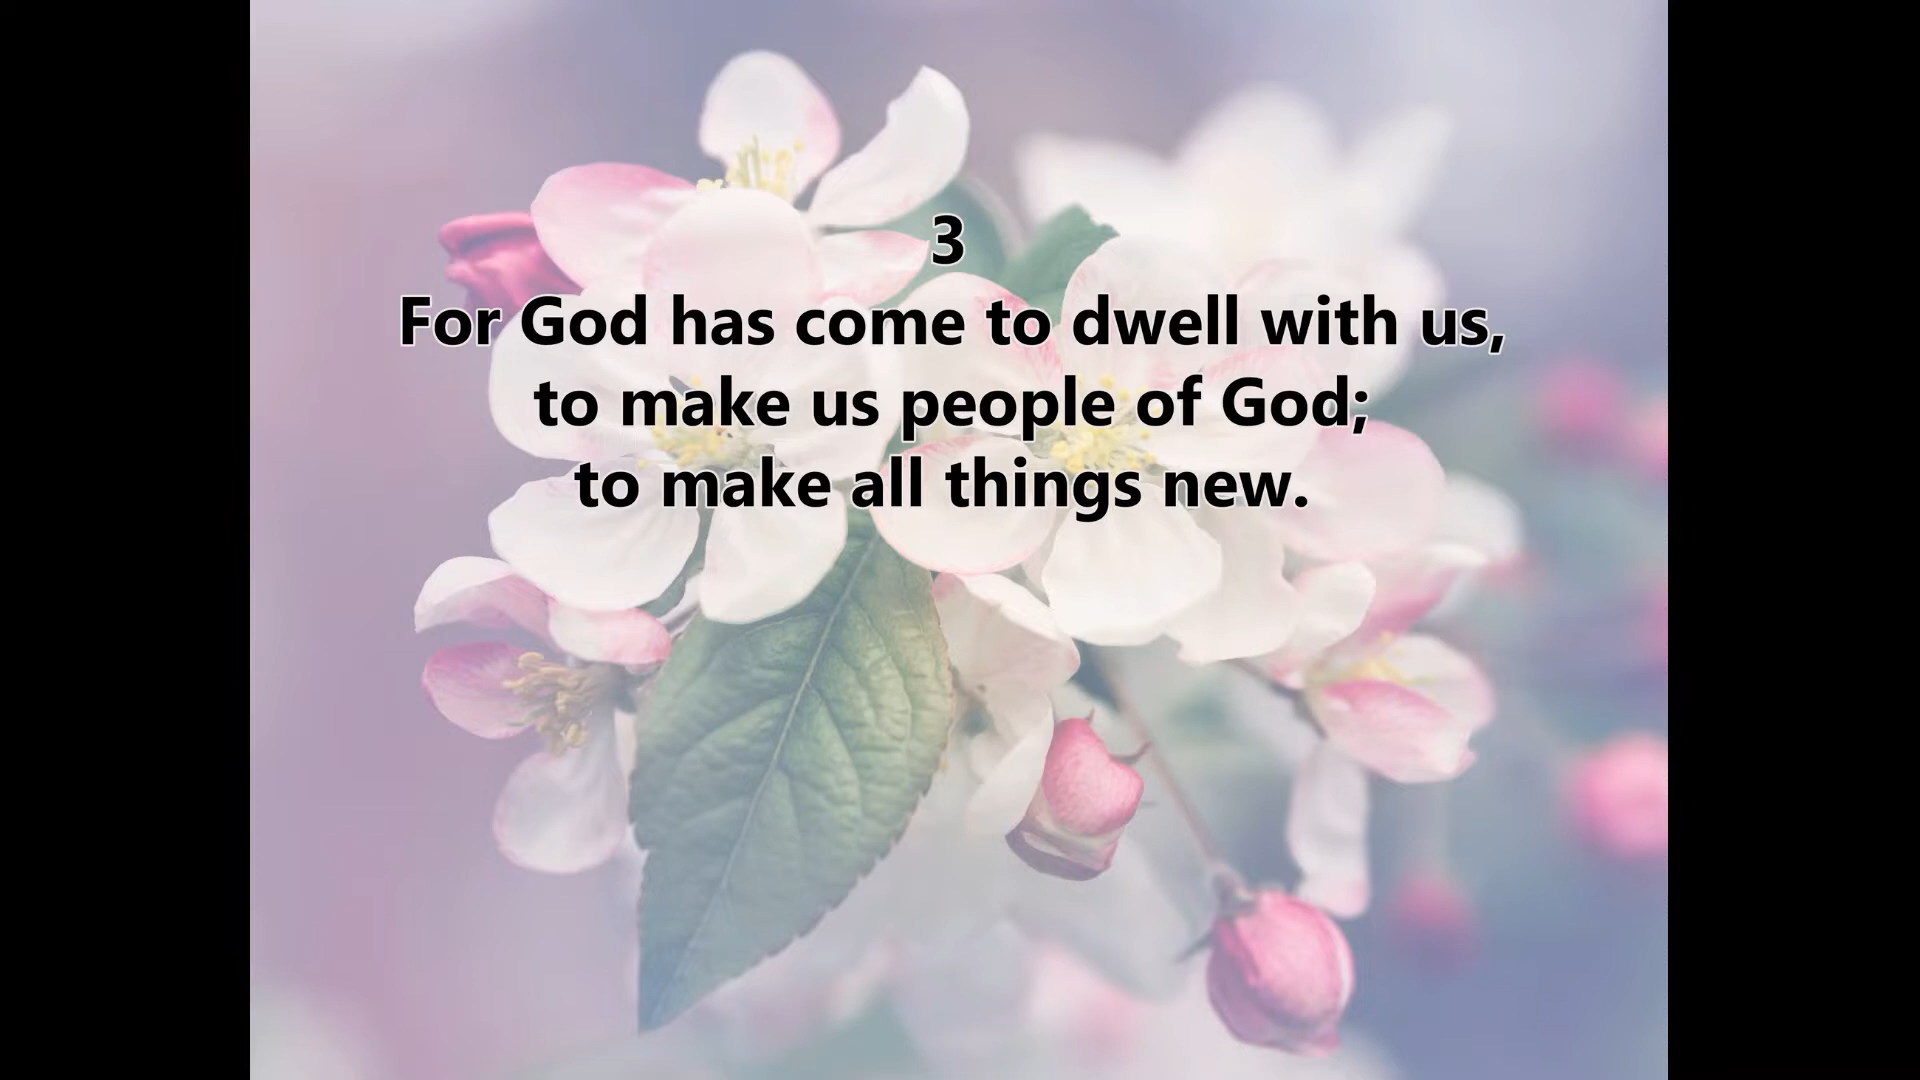 3
For God has come to dwell with us,
to make us people of God;
to make all things new.